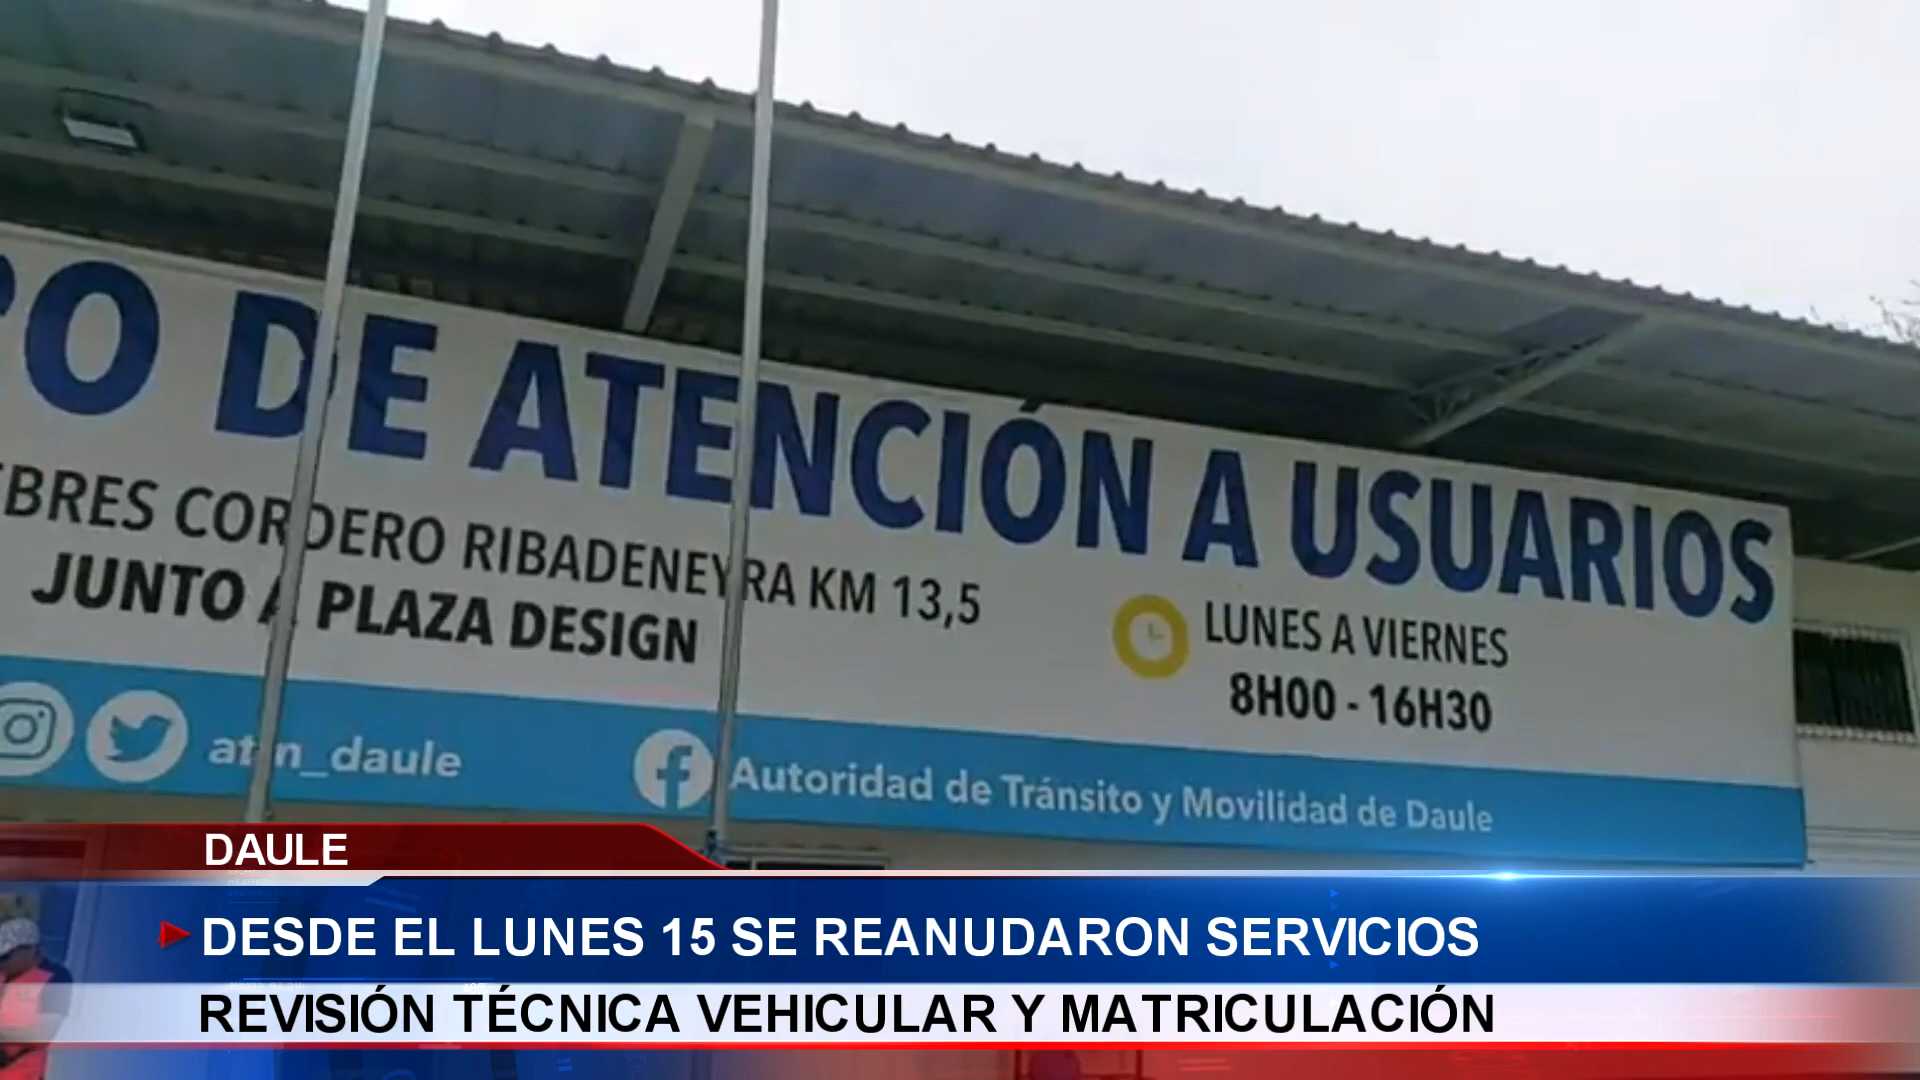 DE ATENCIÓN A USUARIOS
CORDERO RIBADENEYRA KM 13,5
JUNTO A PLAZA DESIGN
LUNES A VIERNES
8H00 - 16H30
atm_daule
Autoridad de Tránsito y Movilidad de Daule
DAULE
DESDE EL LUNES 15 SE REANUDARON SERVICIOS
REVISIÓN TÉCNICA VEHICULAR Y MATRICULACIÓN